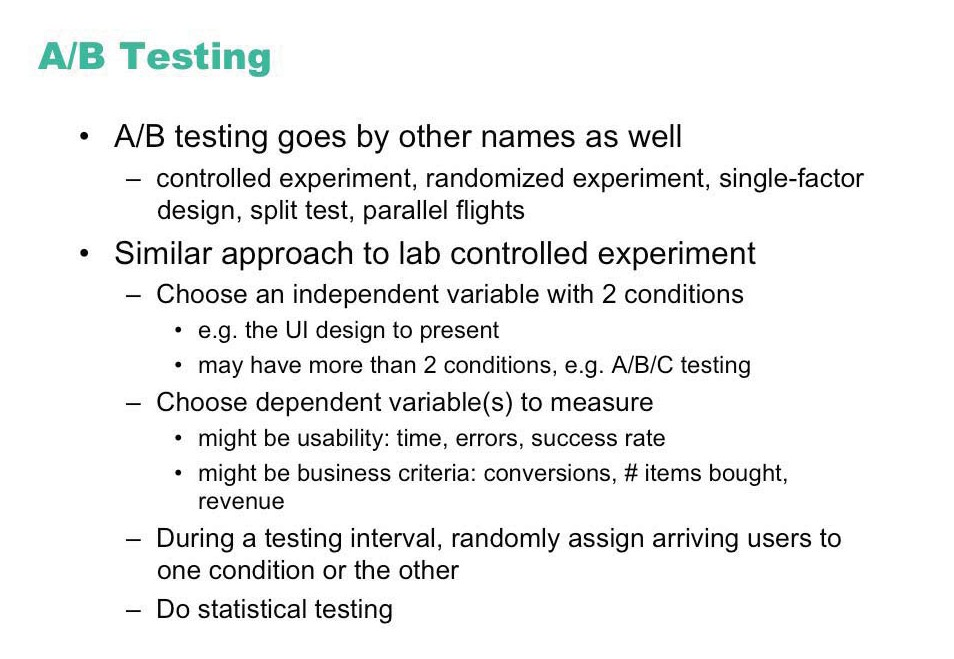 A/B Testing
• A/B testing goes by other names as well
– controlled experiment, randomized experiment, single-factor
design, split test, parallel flights
• Similar approach to lab controlled experiment
– Choose an independent variable with 2 conditions
• e.g. the UI design to present
• may have more than 2 conditions, e.g. A/B/C testing
– Choose dependent variable(s) to measure
• might be usability: time, errors, success rate
• might be business criteria: conversions, # items bought,
revenue
– During a testing interval, randomly assign arriving users to
one condition or the other
– Do statistical testing